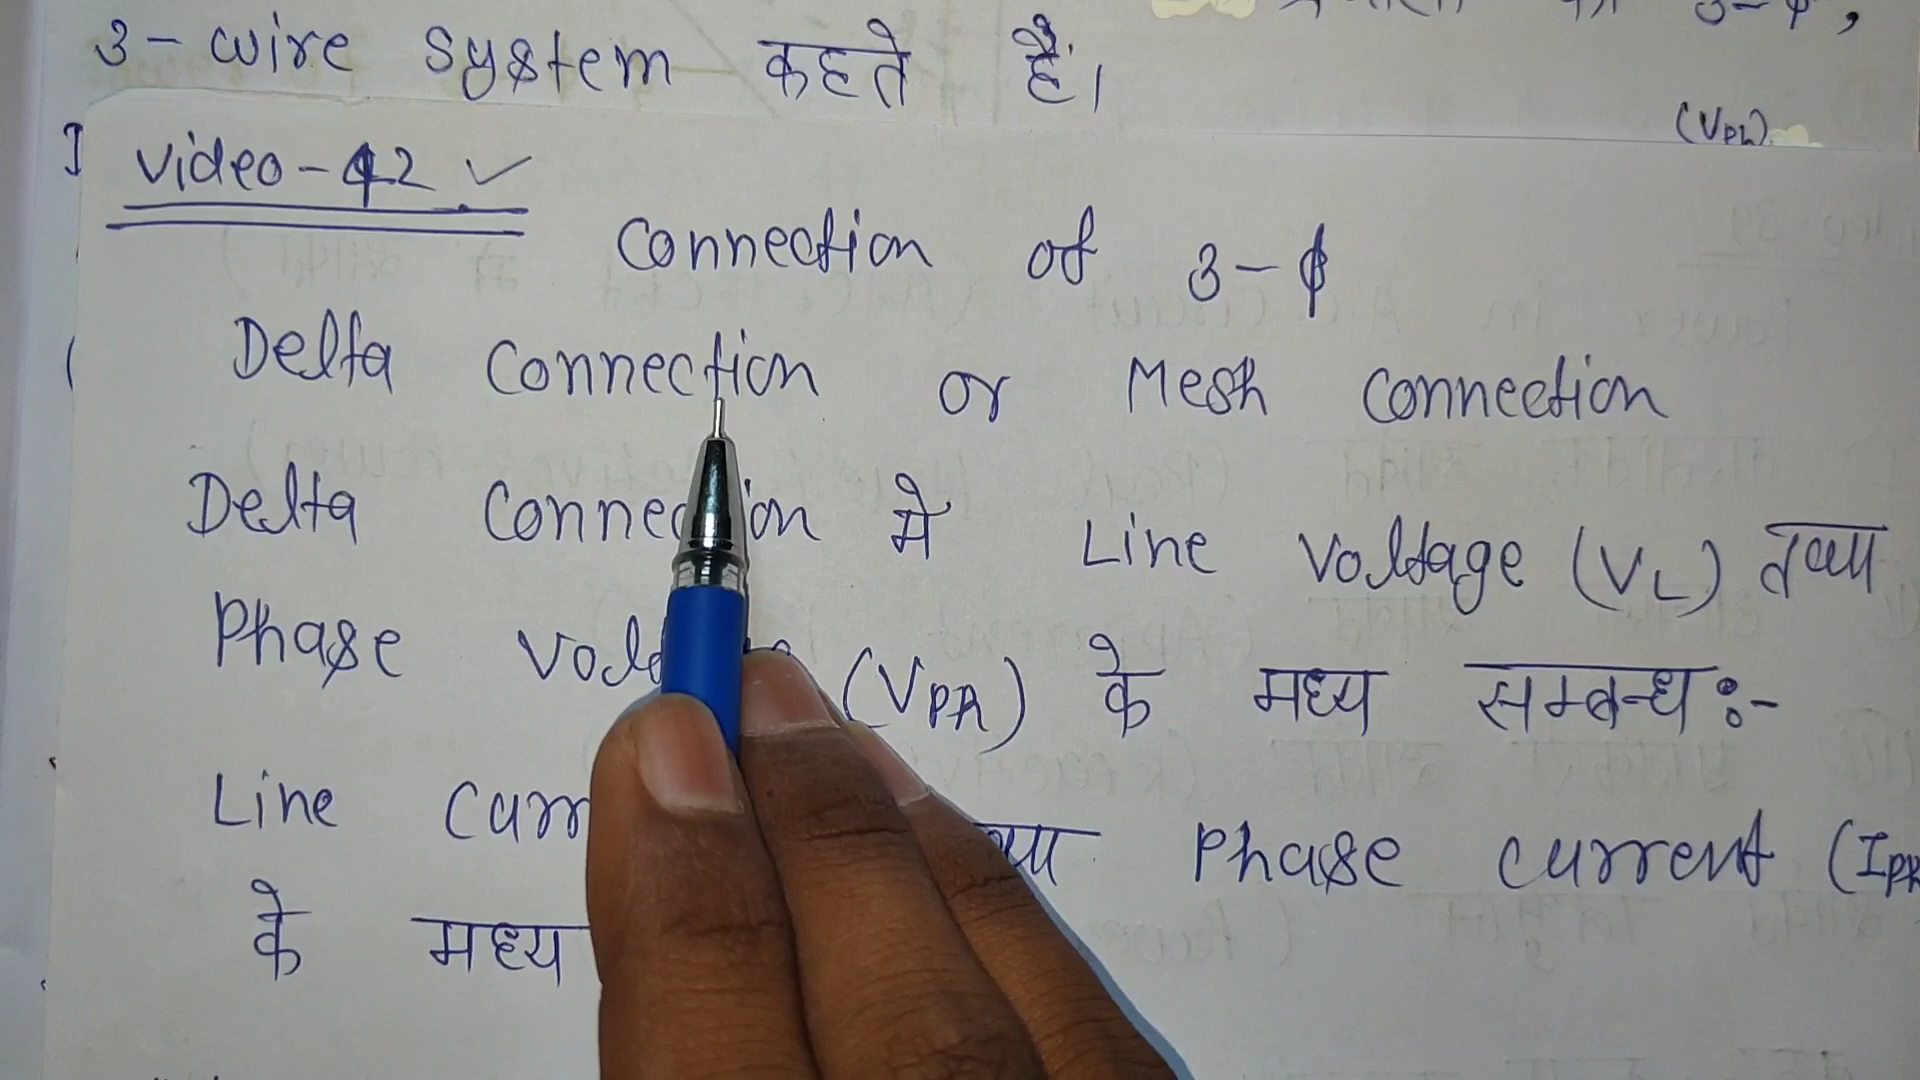 3-wire system कहते हैं।
(VPh)
Video-42 ✓
Connection of 3-ϕ
Delta Connection or Mesh Connection
Delta Connection मे Line Voltage (VL) तथा
Phase (VPh) के मध्य सम्बन्ध :-
Line Phase Current (IPh
के मध्य